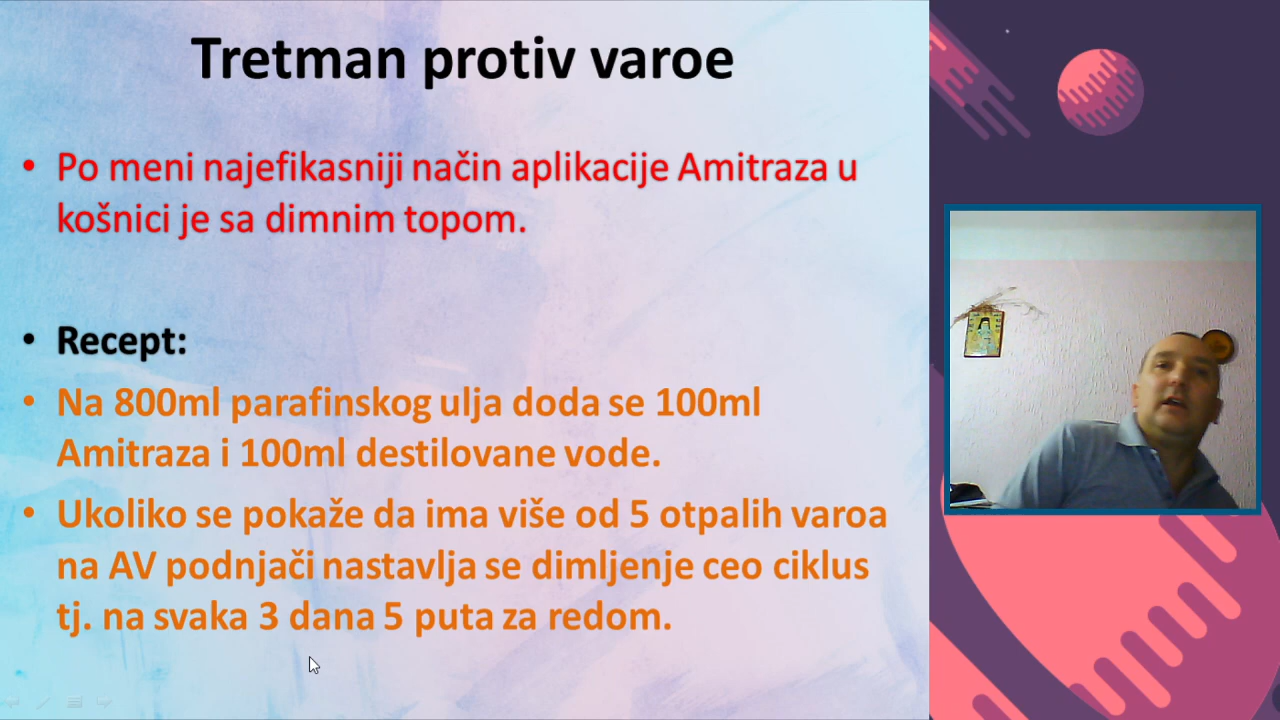 Tretman protiv varoe
• Po meni najefikasniji način aplikacije Amitraza u
košnici je sa dimnim topom.
• Recept:
• Na 800ml parafinskog ulja doda se 100ml
Amitraza i 100ml destilovane vode.
• Ukoliko se pokaže da ima više od 5 otpalih varoa
na AV podnjači nastavlja se dimljenje ceo ciklus
tj. na svaka 3 dana 5 puta za redom.